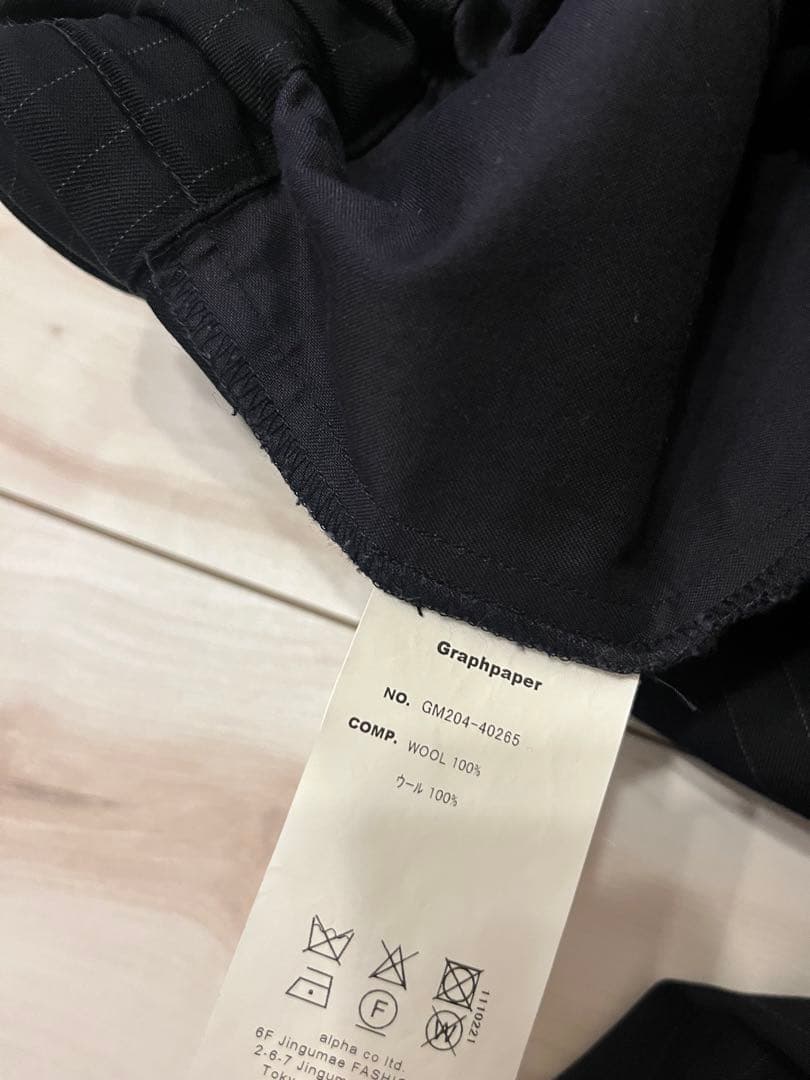 Graphpaper
NO. GM204-40265
COMP. WOOL 100%
ウール 100%
F
W
1110221
alpha co ltd.
6F Jingumae FASHI
2-6-7 Jingum
Toky